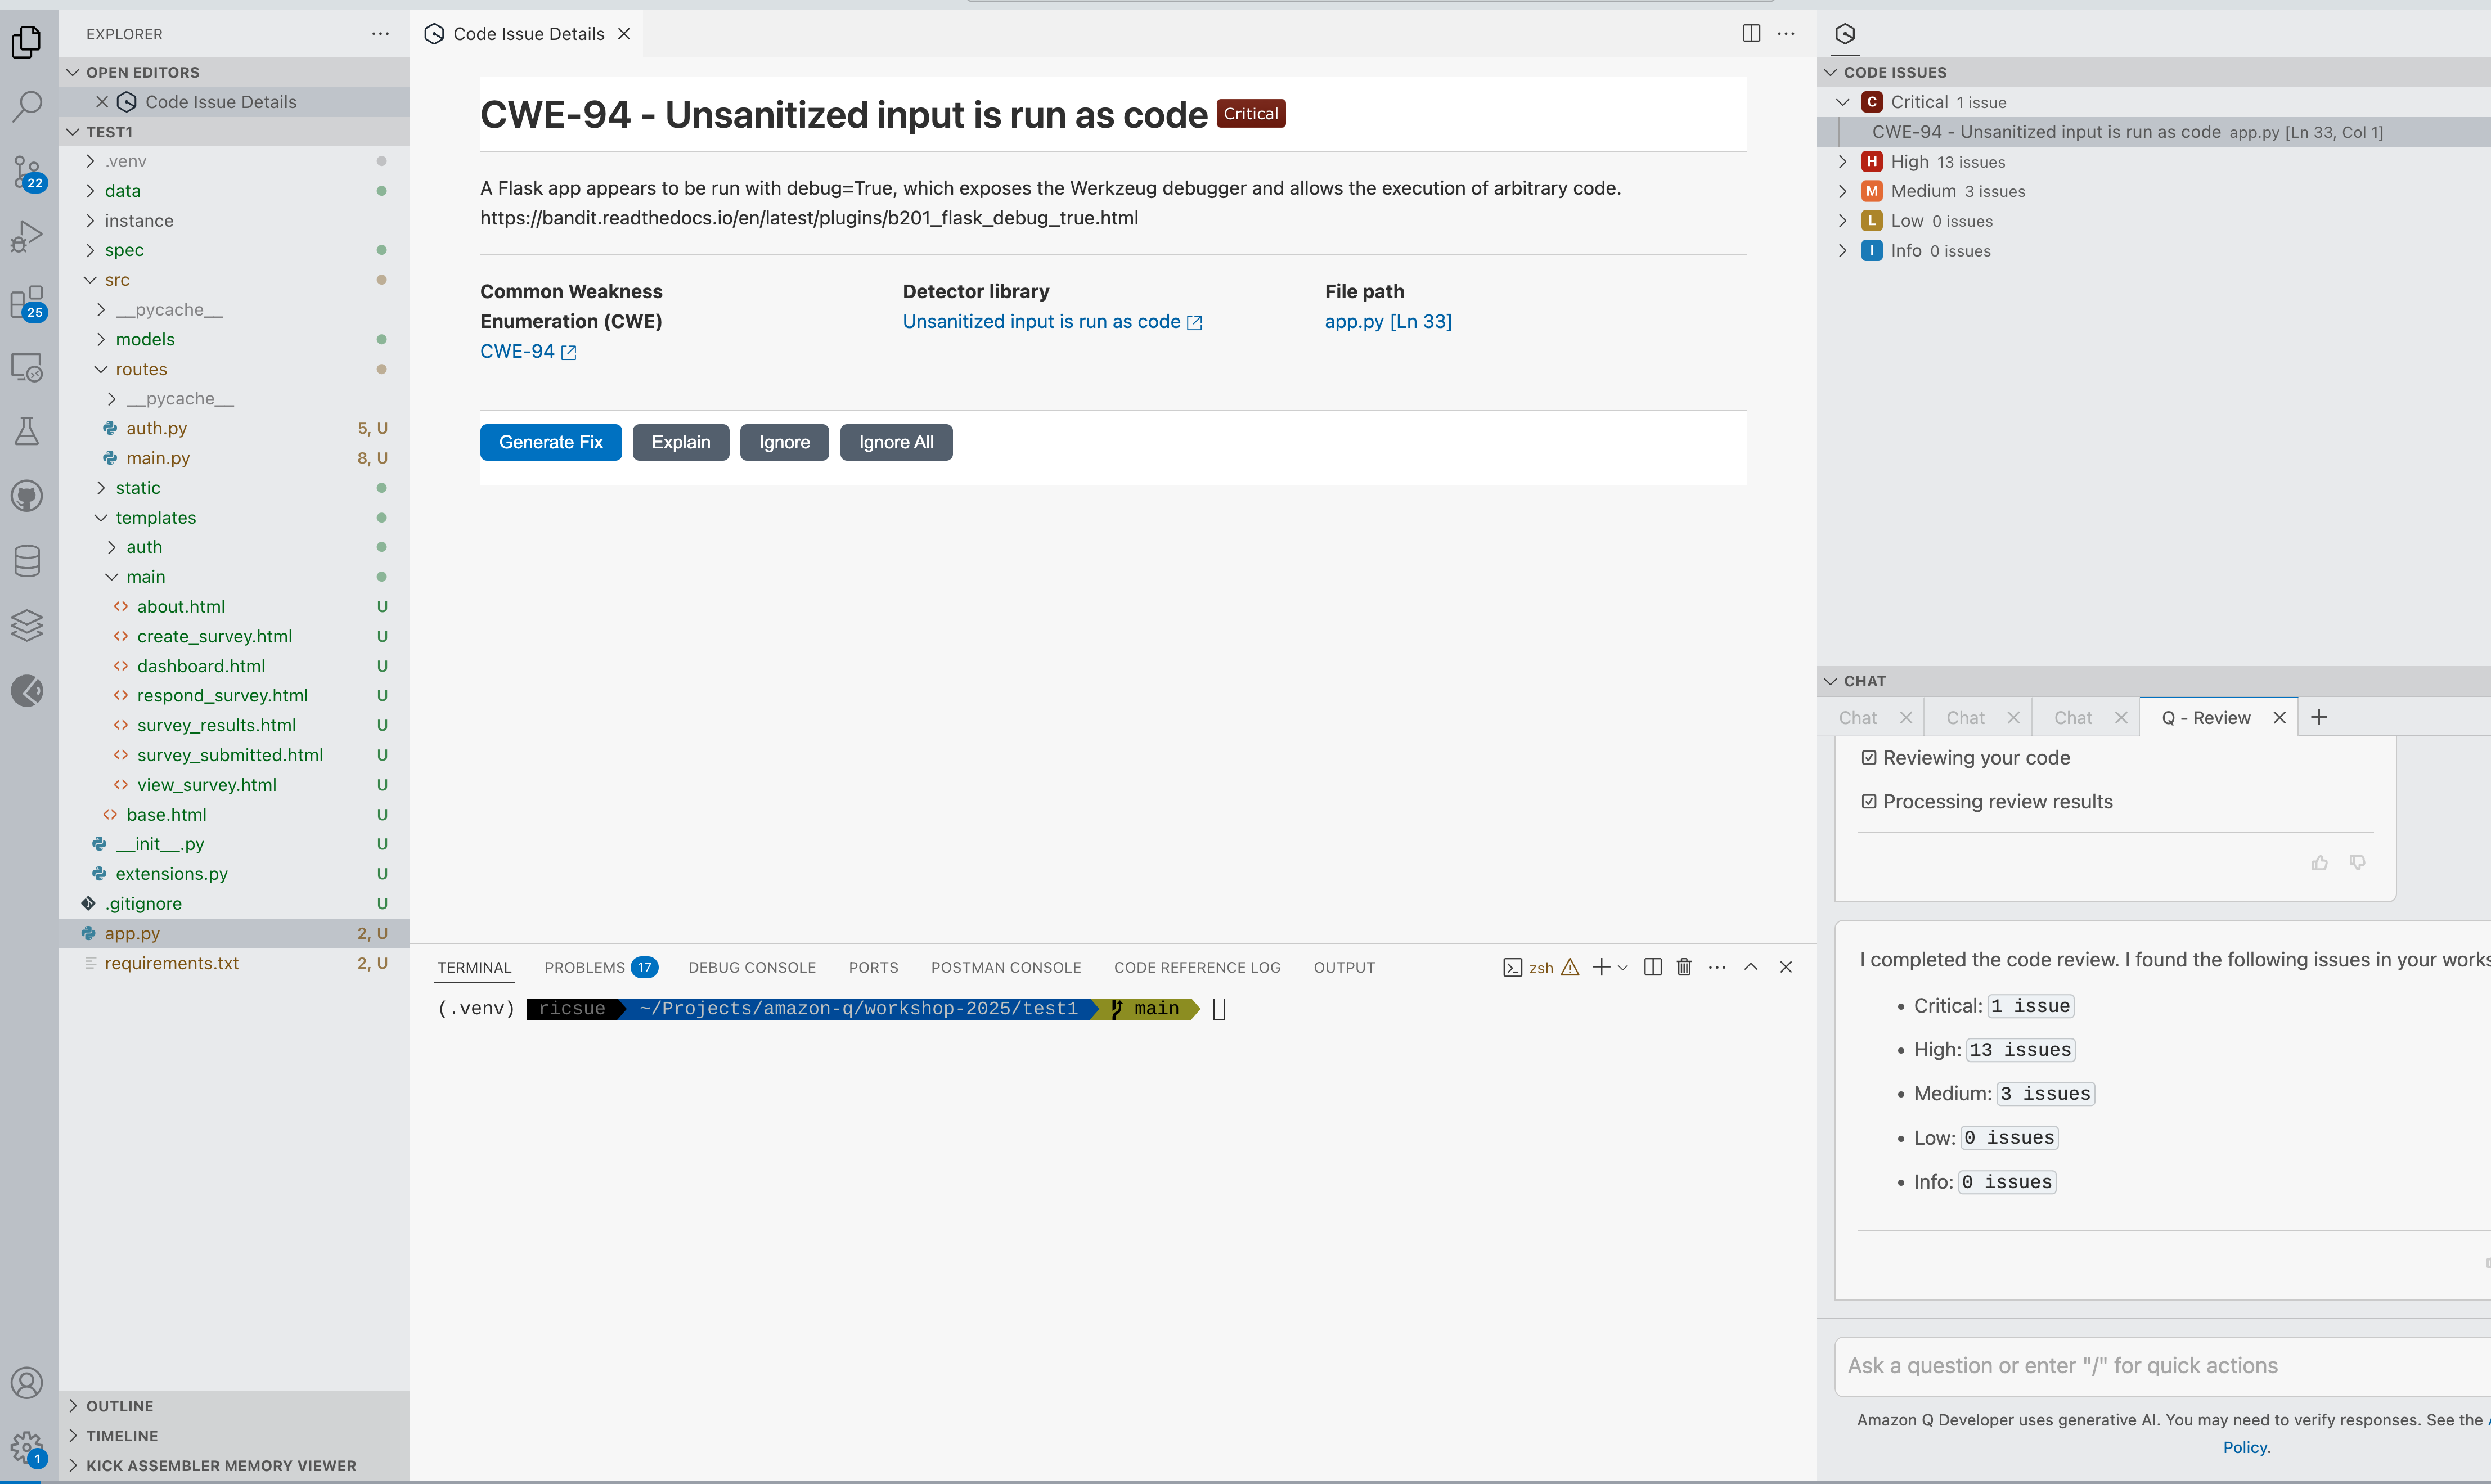 EXPLORER
OPEN EDITORS
Code Issue Details
TEST1
.venv
data
instance
spec
src
__pycache__
models
routes
__pycache__
auth.py 5, U
main.py 8, U
static
templates
auth
main
about.html U
create_survey.html U
dashboard.html U
respond_survey.html U
survey_results.html U
survey_submitted.html U
view_survey.html U
base.html U
__init__.py U
extensions.py U
.gitignore U
app.py 2, U
requirements.txt 2, U
OUTLINE
TIMELINE
KICK ASSEMBLER MEMORY VIEWER
22
25
1
Code Issue Details
CWE-94 - Unsanitized input is run as code Critical
A Flask app appears to be run with debug=True, which exposes the Werkzeug debugger and allows the execution of arbitrary code.
https://bandit.readthedocs.io/en/latest/plugins/b201_flask_debug_true.html
Common Weakness
Enumeration (CWE)
CWE-94
Detector library
Unsanitized input is run as code
File path
app.py [Ln 33]
Generate Fix Explain Ignore Ignore All
TERMINAL PROBLEMS 17 DEBUG CONSOLE PORTS POSTMAN CONSOLE CODE REFERENCE LOG OUTPUT zsh
(.venv) ricsue ~/Projects/amazon-q/workshop-2025/test1 main
CODE ISSUES
C Critical 1 issue
CWE-94 - Unsanitized input is run as code app.py [Ln 33, Col 1]
H High 13 issues
M Medium 3 issues
L Low 0 issues
I Info 0 issues
CHAT
Chat Chat Chat Q - Review
Reviewing your code
Processing review results
I completed the code review. I found the following issues in your works
• Critical: 1 issue
• High: 13 issues
• Medium: 3 issues
• Low: 0 issues
• Info: 0 issues
Ask a question or enter "/" for quick actions
Amazon Q Developer uses generative AI. You may need to verify responses. See the
Policy.